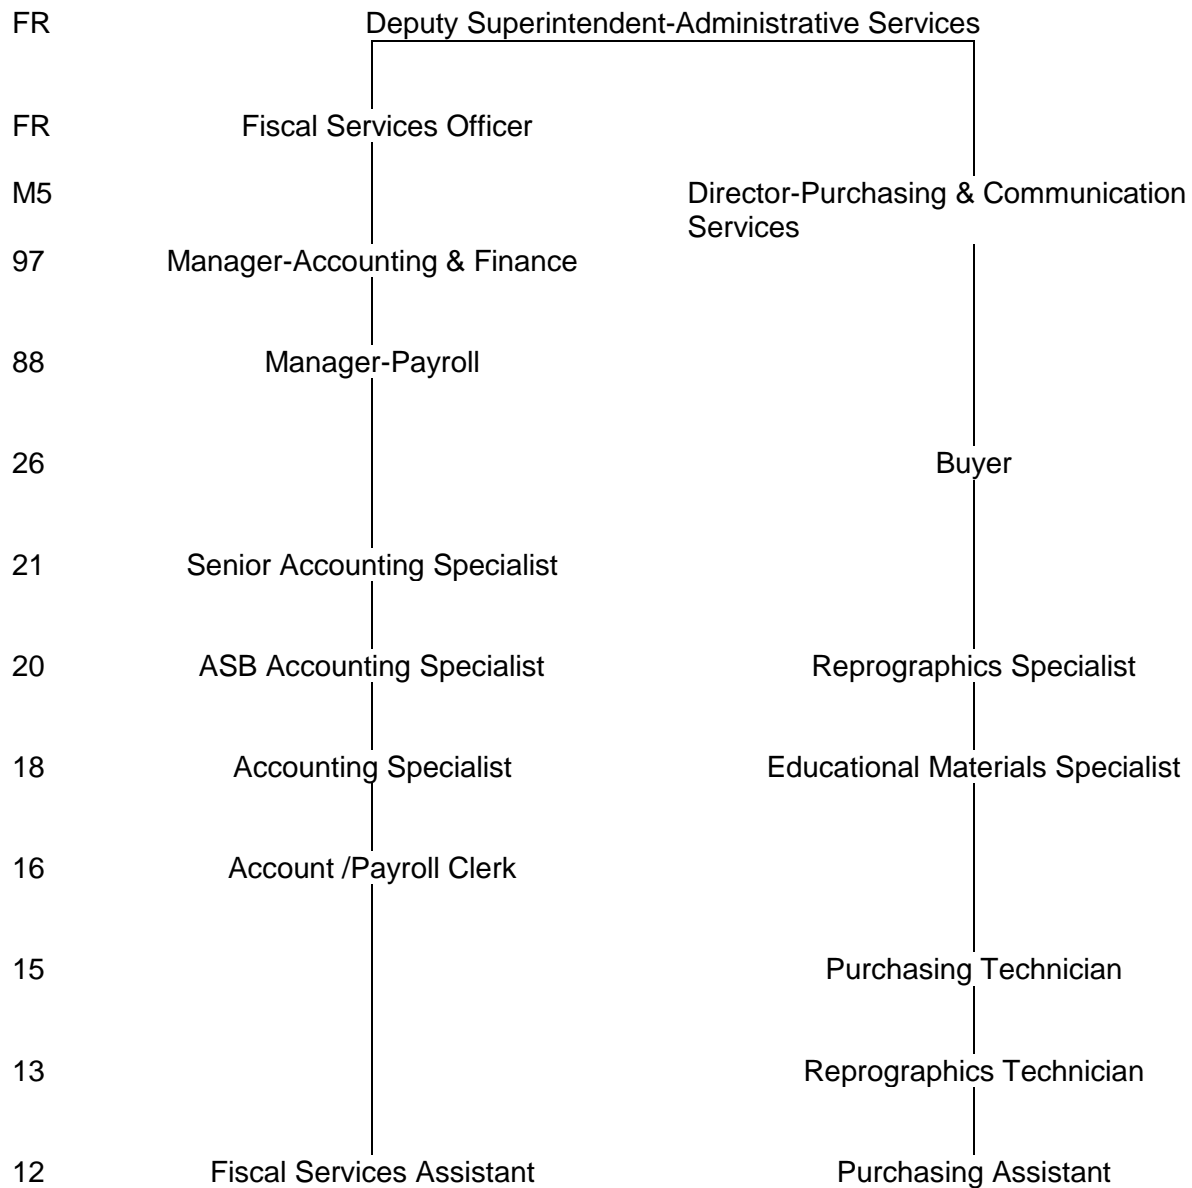 FR Deputy Superintendent-Administrative Services
FR Fiscal Services Officer
M5 Director-Purchasing & Communication
Services
97 Manager-Accounting & Finance
88 Manager-Payroll
26 Buyer
21 Senior Accounting Specialist
20 ASB Accounting Specialist Reprographics Specialist
18 Accounting Specialist Educational Materials Specialist
16 Account /Payroll Clerk
15 Purchasing Technician
13 Reprographics Technician
12 Fiscal Services Assistant Purchasing Assistant